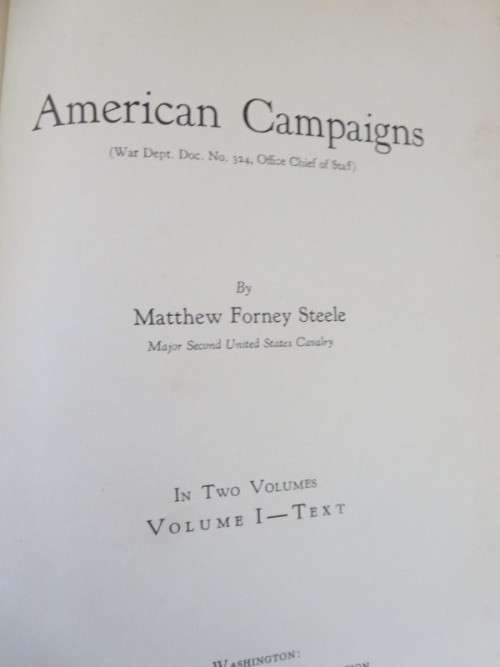 American Campaigns
(War Dept. Doc. No. 324, Office Chief of Staff)
By
Matthew Forney Steele
Major Second United States Cavalry
In Two Volumes
Volume I—Text
Washington: